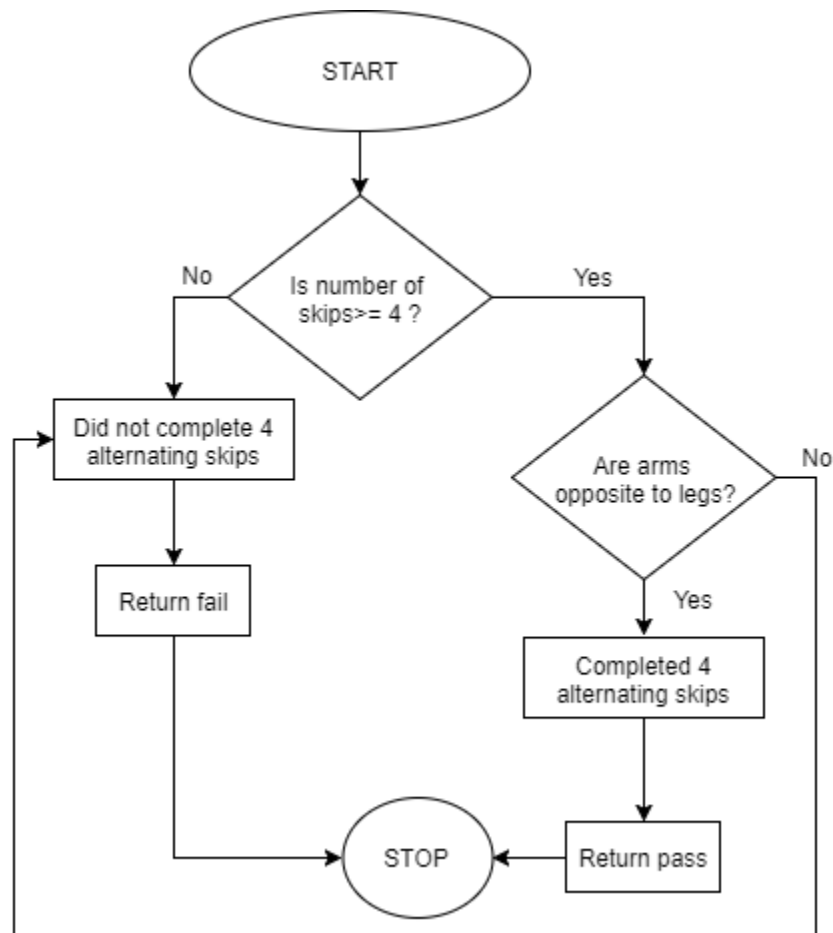 START
No
Yes
Is number of
skips>= 4 ?
Did not complete 4
alternating skips
No
Are arms
opposite to legs?
Return fail
Yes
Completed 4
alternating skips
STOP
Return pass